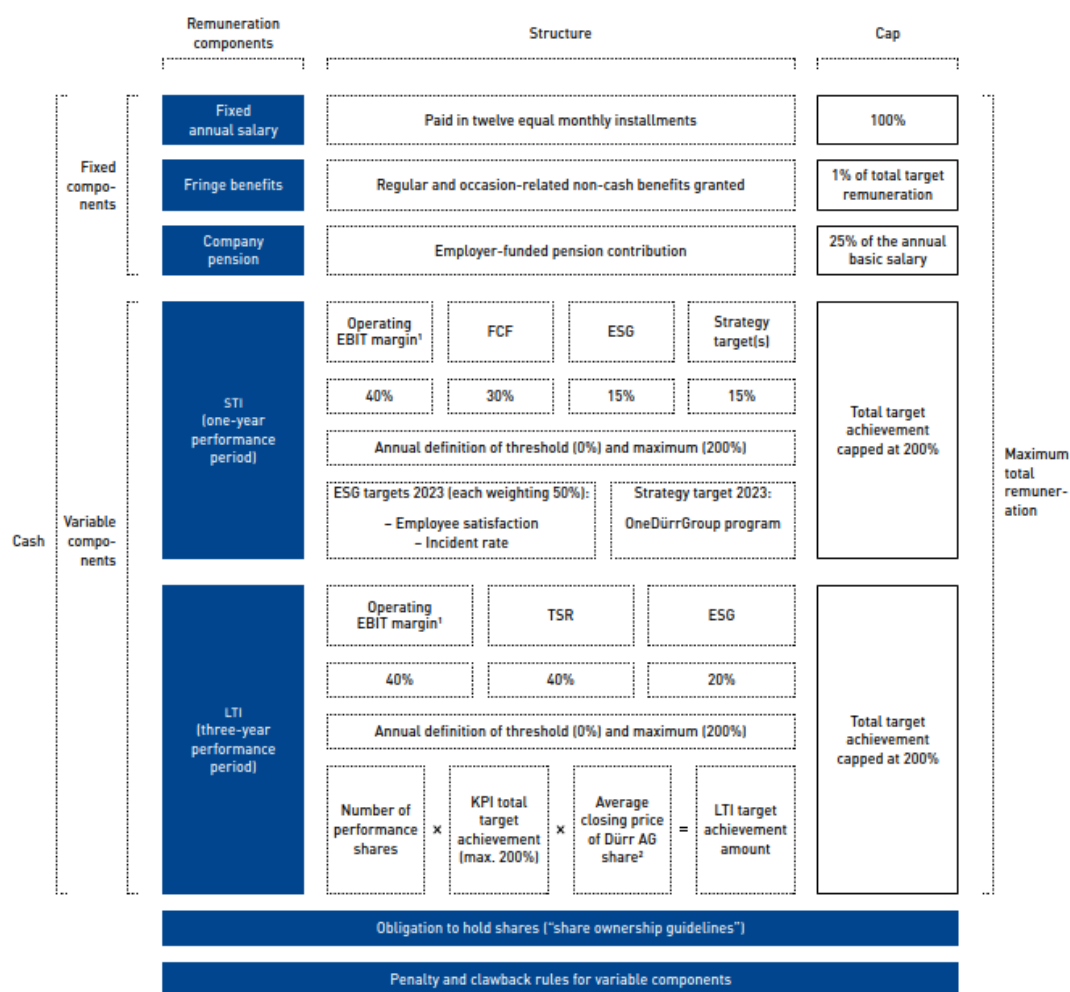 Remuneration
components
Structure
Cap
Fixed
annual salary
Paid in twelve equal monthly installments
100%
Fixed
compo-
nents
Fringe benefits
Regular and occasion-related non-cash benefits granted
1% of total target
remuneration
Company
pension
Employer-funded pension contribution
25% of the annual
basic salary
Cash
Variable
compo-
nents
STI
(one-year
performance
period)
Operating
EBIT margin¹
FCF
ESG
Strategy
target(s)
40%
30%
15%
15%
Annual definition of threshold (0%) and maximum (200%)
ESG targets 2023 (each weighting 50%):
– Employee satisfaction
– Incident rate
Strategy target 2023:
OneDürrGroup program
Total target
achievement
capped at 200%
Maximum
total
remuner-
ation
LTI
(three-year
performance
period)
Operating
EBIT margin¹
TSR
ESG
40%
40%
20%
Annual definition of threshold (0%) and maximum (200%)
Number of
performance
shares
×
KPI total
target
achievement
(max. 200%)
×
Average
closing price
of Dürr AG
share²
=
LTI target
achievement
amount
Total target
achievement
capped at 200%
Obligation to hold shares (“share ownership guidelines”)
Penalty and clawback rules for variable components